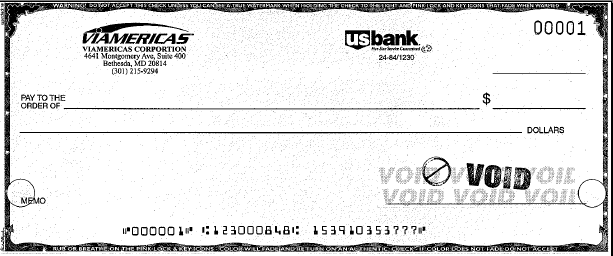 WARNING! DO NOT ACCEPT THIS CHECK UNLESS YOU CAN SEE A TRUE WATERMARK WHEN HOLDING THE CHECK TO THE LIGHT AND PINK LOCK AND KEY ICONS THAT FADE WHEN WARMED
VIAMERICAS
VIAMERICAS CORPORTION
4641 Montgomery Ave, Suite 400
Bethesda, MD 20814
(301) 215-9294
usbank
Five Star Service Guaranteed
24-84/1230
00001
PAY TO THE
ORDER OF
$
DOLLARS
VOID VOID VOID
VOID VOID VOID
VOID
MEMO
⑈000001⑈ ⑆123000848⑆ 153910353777⑈
RUB OR BREATHE ON THE PINK LOCK & KEY ICONS - COLOR WILL FADE AND RETURN ON AN AUTHENTIC CHECK - IF COLOR DOES NOT FADE DO NOT ACCEPT